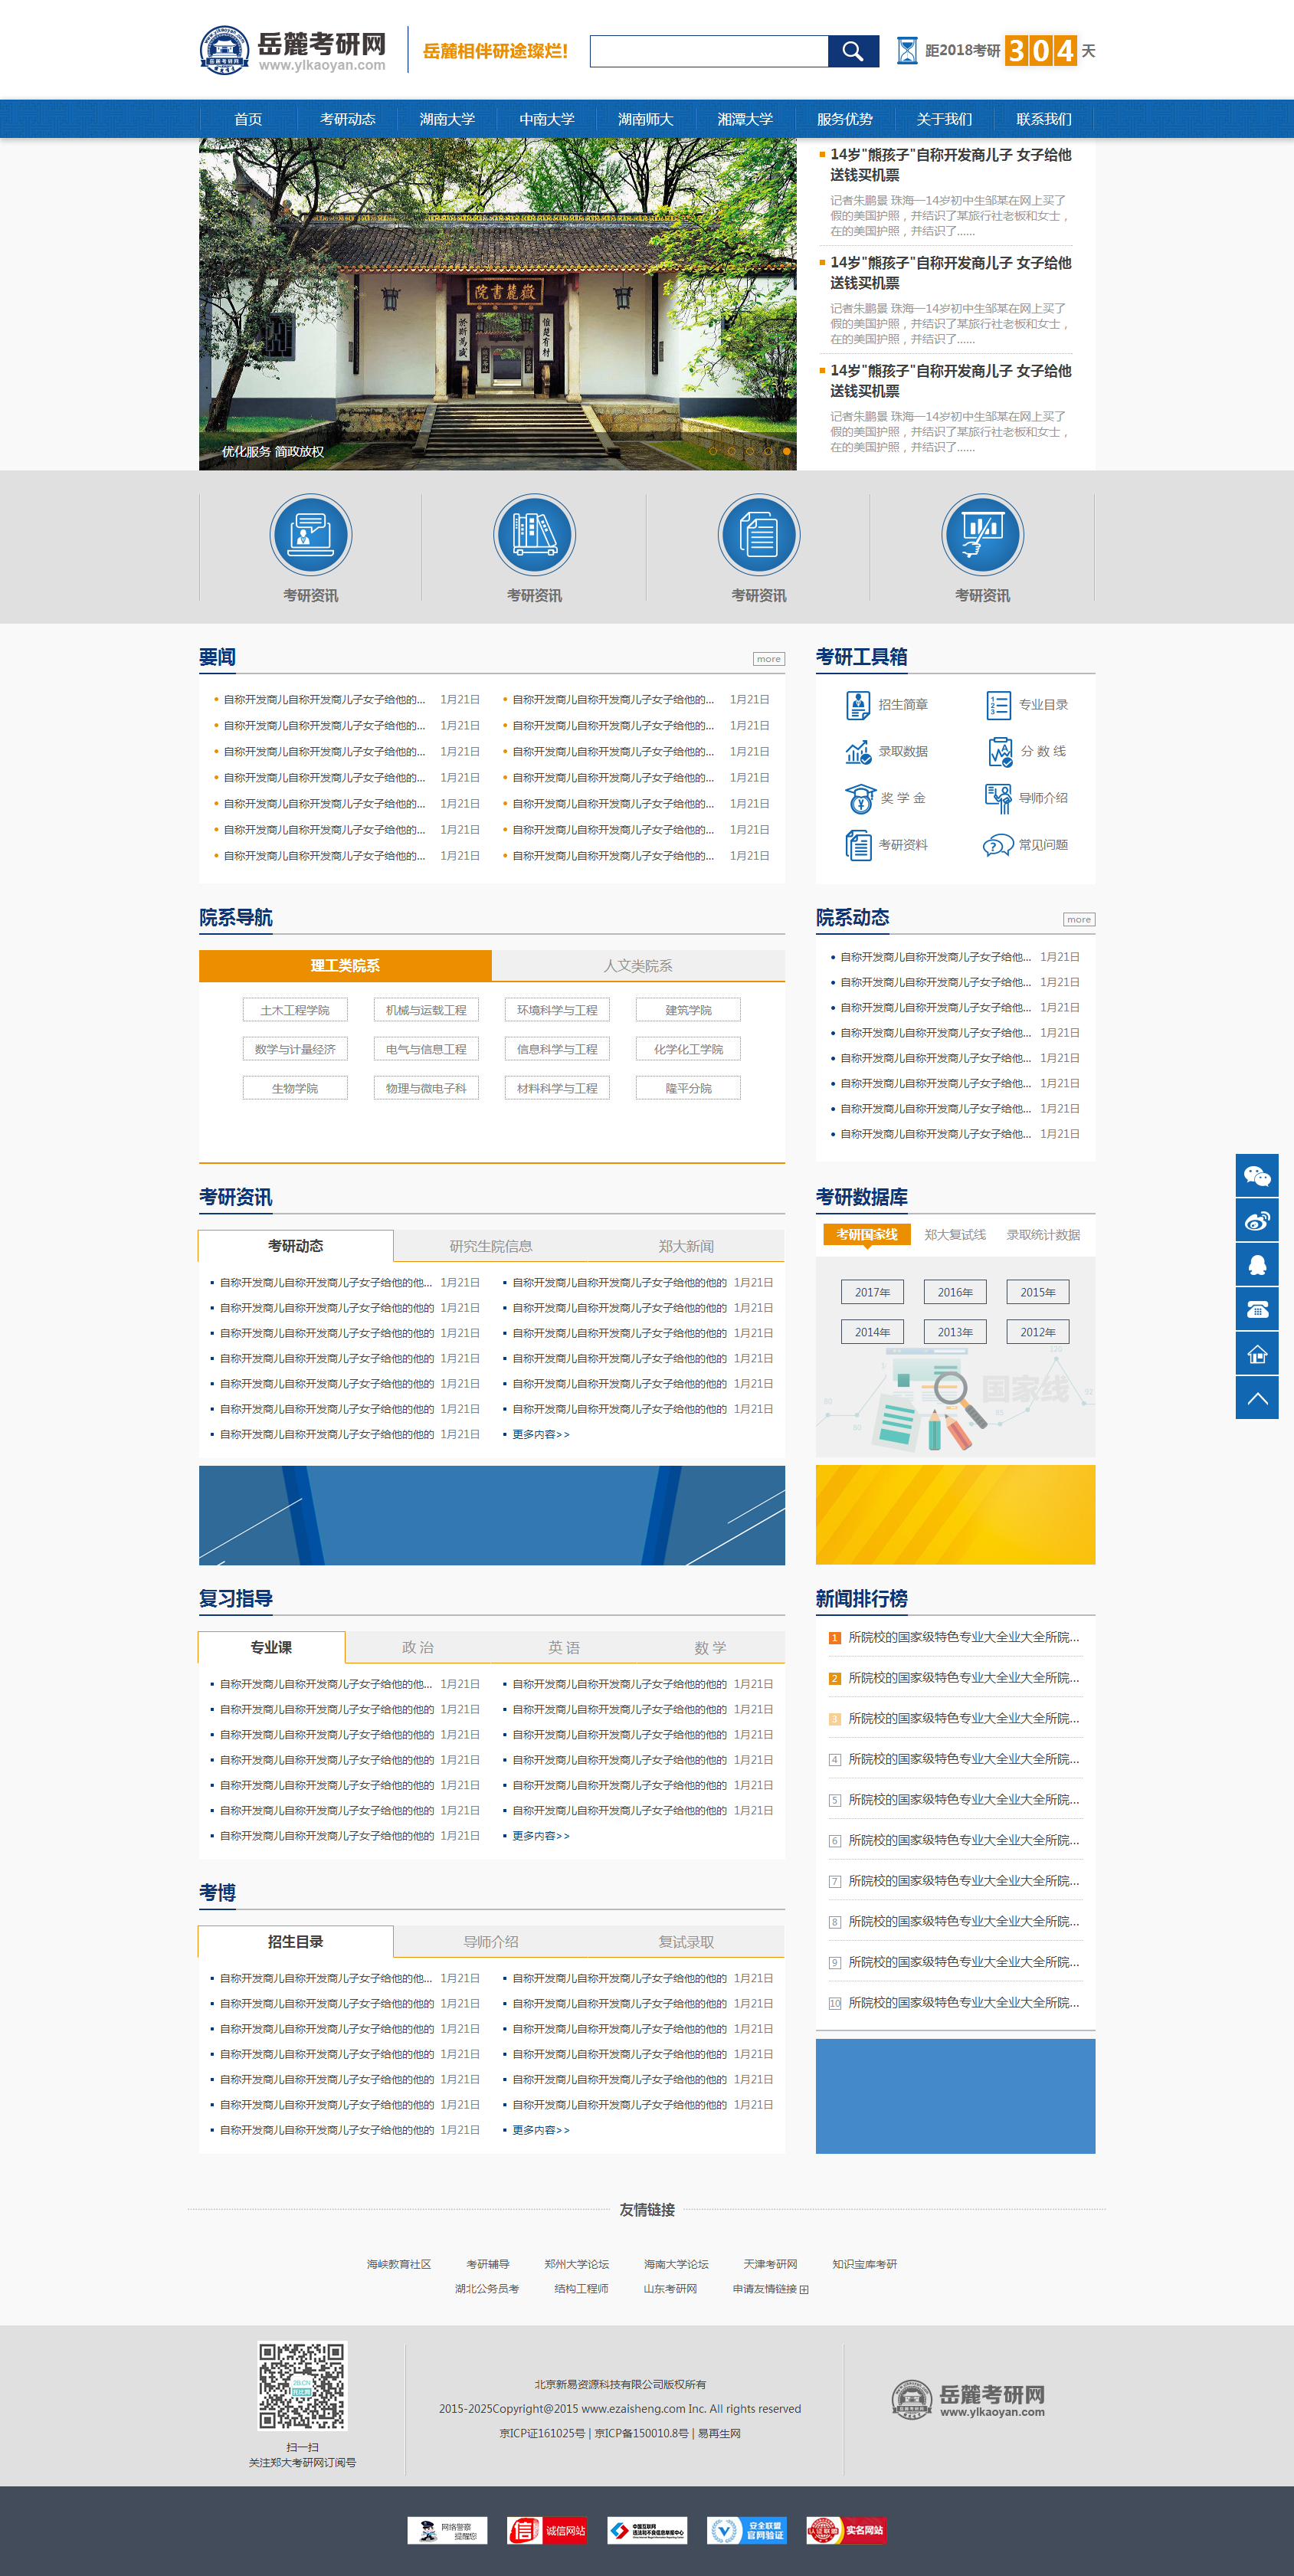 岳麓考研网
www.ylkaoyan.com
岳麓相伴研途璨烂!
距2018考研 304 天
首页 考研动态 湖南大学 中南大学 湖南师大 湘潭大学 服务优势 关于我们 联系我们
院書麓嶽
惟楚有材
於斯為盛
优化服务 简政放权
14岁"熊孩子"自称开发商儿子 女子给他
送钱买机票
记者朱鹏景 珠海—14岁初中生邹某在网上买了
假的美国护照，并结识了某旅行社老板和女士，
在的美国护照，并结识了......
14岁"熊孩子"自称开发商儿子 女子给他
送钱买机票
记者朱鹏景 珠海—14岁初中生邹某在网上买了
假的美国护照，并结识了某旅行社老板和女士，
在的美国护照，并结识了......
14岁"熊孩子"自称开发商儿子 女子给他
送钱买机票
记者朱鹏景 珠海—14岁初中生邹某在网上买了
假的美国护照，并结识了某旅行社老板和女士，
在的美国护照，并结识了......
考研资讯 考研资讯 考研资讯 考研资讯
要闻 more
自称开发商儿自称开发商儿子女子给他的... 1月21日 自称开发商儿自称开发商儿子女子给他的... 1月21日
自称开发商儿自称开发商儿子女子给他的... 1月21日 自称开发商儿自称开发商儿子女子给他的... 1月21日
自称开发商儿自称开发商儿子女子给他的... 1月21日 自称开发商儿自称开发商儿子女子给他的... 1月21日
自称开发商儿自称开发商儿子女子给他的... 1月21日 自称开发商儿自称开发商儿子女子给他的... 1月21日
自称开发商儿自称开发商儿子女子给他的... 1月21日 自称开发商儿自称开发商儿子女子给他的... 1月21日
自称开发商儿自称开发商儿子女子给他的... 1月21日 自称开发商儿自称开发商儿子女子给他的... 1月21日
自称开发商儿自称开发商儿子女子给他的... 1月21日 自称开发商儿自称开发商儿子女子给他的... 1月21日
考研工具箱
招生简章 专业目录
录取数据 分 数 线
奖 学 金 导师介绍
考研资料 常见问题
院系导航
理工类院系 人文类院系
土木工程学院 机械与运载工程 环境科学与工程 建筑学院
数学与计量经济 电气与信息工程 信息科学与工程 化学化工学院
生物学院 物理与微电子科 材料科学与工程 隆平分院
院系动态 more
自称开发商儿自称开发商儿子女子给他... 1月21日
自称开发商儿自称开发商儿子女子给他... 1月21日
自称开发商儿自称开发商儿子女子给他... 1月21日
自称开发商儿自称开发商儿子女子给他... 1月21日
自称开发商儿自称开发商儿子女子给他... 1月21日
自称开发商儿自称开发商儿子女子给他... 1月21日
自称开发商儿自称开发商儿子女子给他... 1月21日
自称开发商儿自称开发商儿子女子给他... 1月21日
考研资讯
考研动态 研究生院信息 郑大新闻
自称开发商儿自称开发商儿子女子给他的他... 1月21日 自称开发商儿自称开发商儿子女子给他的他的 1月21日
自称开发商儿自称开发商儿子女子给他的他的 1月21日 自称开发商儿自称开发商儿子女子给他的他的 1月21日
自称开发商儿自称开发商儿子女子给他的他的 1月21日 自称开发商儿自称开发商儿子女子给他的他的 1月21日
自称开发商儿自称开发商儿子女子给他的他的 1月21日 自称开发商儿自称开发商儿子女子给他的他的 1月21日
自称开发商儿自称开发商儿子女子给他的他的 1月21日 自称开发商儿自称开发商儿子女子给他的他的 1月21日
自称开发商儿自称开发商儿子女子给他的他的 1月21日 自称开发商儿自称开发商儿子女子给他的他的 1月21日
自称开发商儿自称开发商儿子女子给他的他的 1月21日 更多内容>>
考研数据库
考研国家线 郑大复试线 录取统计数据
2017年 2016年 2015年
2014年 2013年 2012年
国家线
复习指导
专业课 政 治 英 语 数 学
自称开发商儿自称开发商儿子女子给他的他... 1月21日 自称开发商儿自称开发商儿子女子给他的他的 1月21日
自称开发商儿自称开发商儿子女子给他的他的 1月21日 自称开发商儿自称开发商儿子女子给他的他的 1月21日
自称开发商儿自称开发商儿子女子给他的他的 1月21日 自称开发商儿自称开发商儿子女子给他的他的 1月21日
自称开发商儿自称开发商儿子女子给他的他的 1月21日 自称开发商儿自称开发商儿子女子给他的他的 1月21日
自称开发商儿自称开发商儿子女子给他的他的 1月21日 自称开发商儿自称开发商儿子女子给他的他的 1月21日
自称开发商儿自称开发商儿子女子给他的他的 1月21日 自称开发商儿自称开发商儿子女子给他的他的 1月21日
自称开发商儿自称开发商儿子女子给他的他的 1月21日 更多内容>>
新闻排行榜
1 所院校的国家级特色专业大全业大全所院...
2 所院校的国家级特色专业大全业大全所院...
3 所院校的国家级特色专业大全业大全所院...
4 所院校的国家级特色专业大全业大全所院...
5 所院校的国家级特色专业大全业大全所院...
6 所院校的国家级特色专业大全业大全所院...
7 所院校的国家级特色专业大全业大全所院...
8 所院校的国家级特色专业大全业大全所院...
9 所院校的国家级特色专业大全业大全所院...
10 所院校的国家级特色专业大全业大全所院...
考博
招生目录 导师介绍 复试录取
自称开发商儿自称开发商儿子女子给他的他... 1月21日 自称开发商儿自称开发商儿子女子给他的他的 1月21日
自称开发商儿自称开发商儿子女子给他的他的 1月21日 自称开发商儿自称开发商儿子女子给他的他的 1月21日
自称开发商儿自称开发商儿子女子给他的他的 1月21日 自称开发商儿自称开发商儿子女子给他的他的 1月21日
自称开发商儿自称开发商儿子女子给他的他的 1月21日 自称开发商儿自称开发商儿子女子给他的他的 1月21日
自称开发商儿自称开发商儿子女子给他的他的 1月21日 自称开发商儿自称开发商儿子女子给他的他的 1月21日
自称开发商儿自称开发商儿子女子给他的他的 1月21日 自称开发商儿自称开发商儿子女子给他的他的 1月21日
自称开发商儿自称开发商儿子女子给他的他的 1月21日 更多内容>>
友情链接
海峡教育社区 考研辅导 郑州大学论坛 海南大学论坛 天津考研网 知识宝库考研
湖北公务员考 结构工程师 山东考研网 申请友情链接
扫一扫
关注郑大考研网订阅号
北京新易资源科技有限公司版权所有
2015-2025Copyright@2015 www.ezaisheng.com Inc. All rights reserved
京ICP证161025号 | 京ICP备150010.8号 | 易再生网
岳麓考研网
www.ylkaoyan.com
网络警察
提醒您
信 诚信网站
中国互联网
违法和不良信息举报中心
安全联盟
官网验证
实名网站